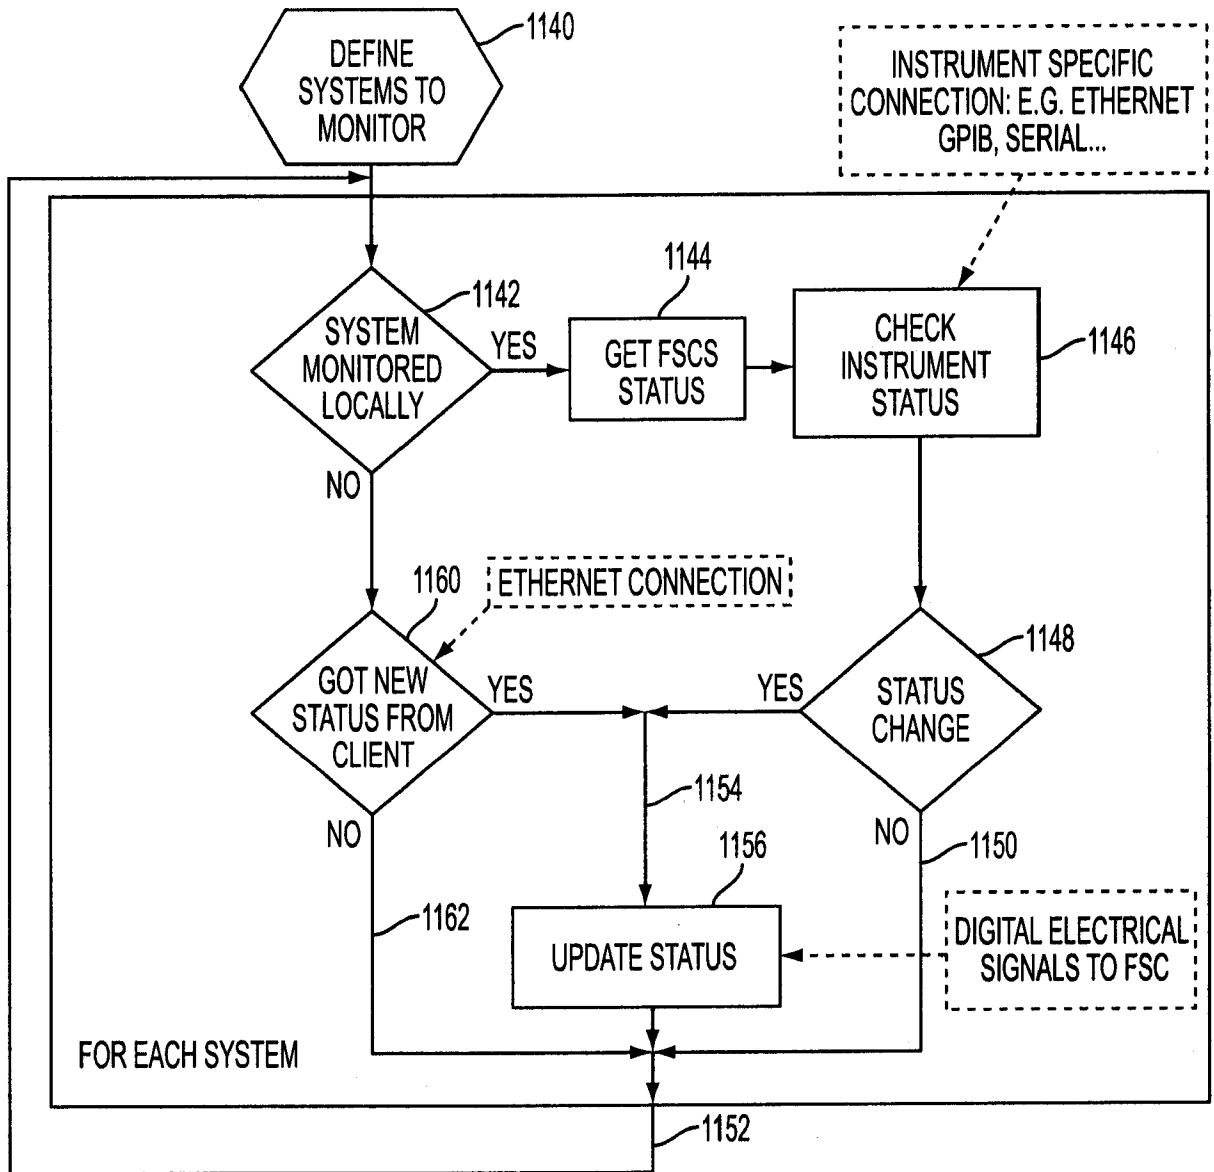 DEFINE
SYSTEMS TO
MONITOR
1140
INSTRUMENT SPECIFIC
CONNECTION: E.G. ETHERNET
GPIB, SERIAL...
SYSTEM
MONITORED
LOCALLY
1142
YES
NO
GET FSCS
STATUS
1144
CHECK
INSTRUMENT
STATUS
1146
ETHERNET CONNECTION
GOT NEW
STATUS FROM
CLIENT
1160
YES
NO
STATUS
CHANGE
1148
YES
NO
1154
1150
1162
UPDATE STATUS
1156
DIGITAL ELECTRICAL
SIGNALS TO FSC
FOR EACH SYSTEM
1152